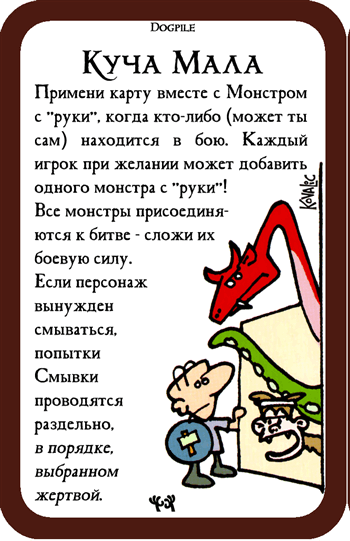 Dogpile
Куча Мала
Примени карту вместе с Монстром
с "руки", когда кто-либо (может ты
сам) находится в бою. Каждый
игрок при желании может добавить
одного монстра с "руки"!
Все монстры присоединя-
ются к битве - сложи их
боевую силу.
Если персонаж
вынужден
смываться,
попытки
Смывки
проводятся
раздельно,
в порядке,
выбранном
жертвой.
Kovalic